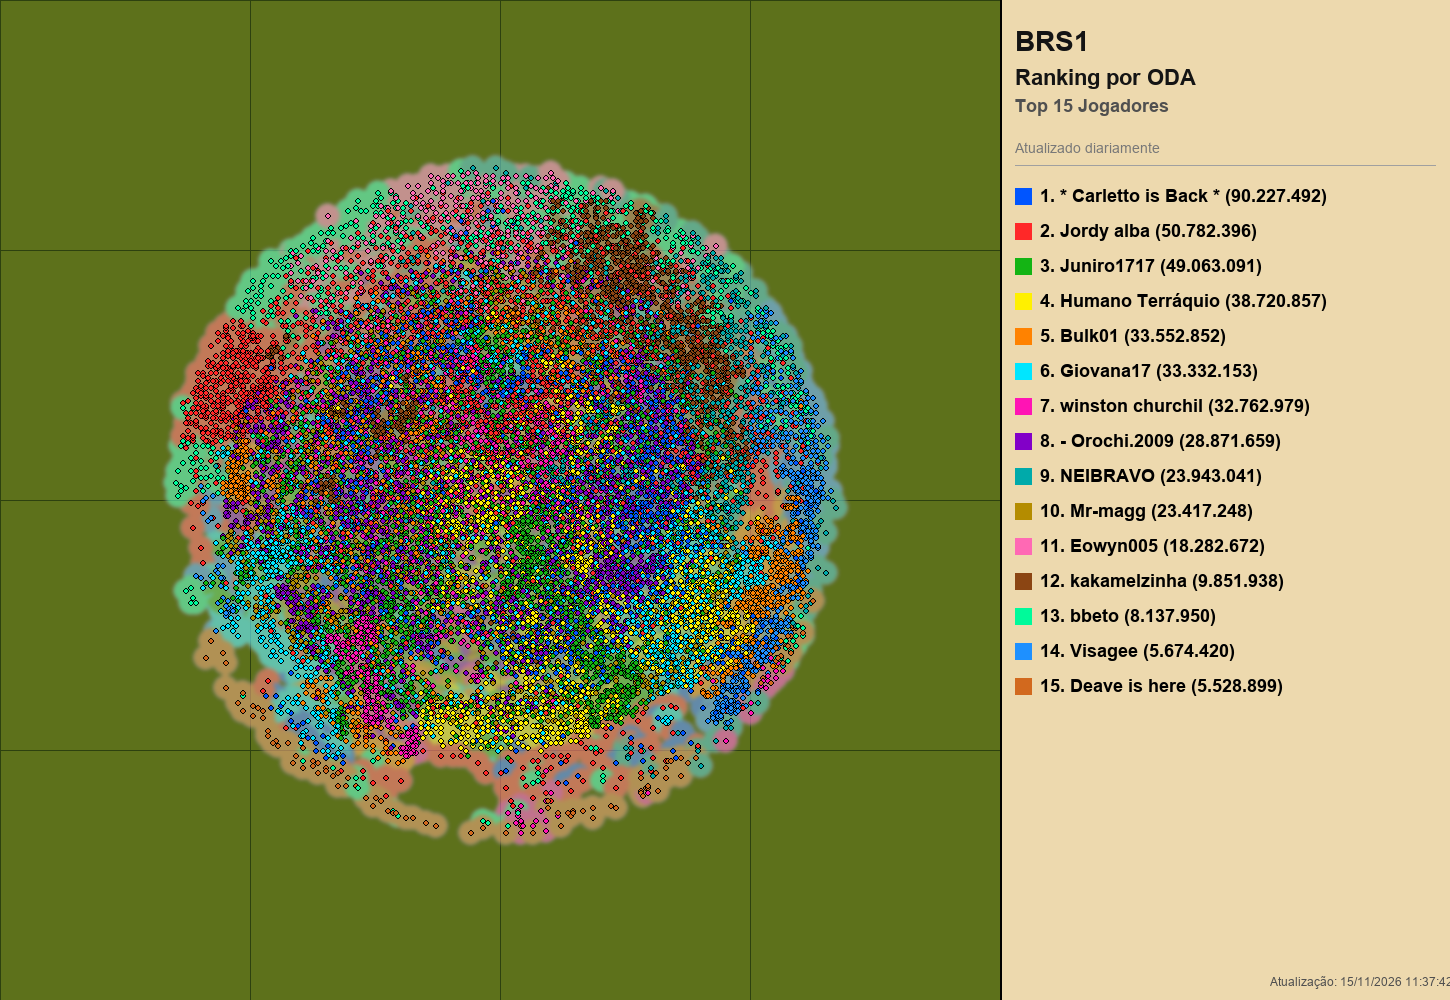 BRS1
Ranking por ODA
Top 15 Jogadores
Atualizado diariamente
1. * Carletto is Back * (90.227.492)
2. Jordy alba (50.782.396)
3. Juniro1717 (49.063.091)
4. Humano Terráquio (38.720.857)
5. Bulk01 (33.552.852)
6. Giovana17 (33.332.153)
7. winston churchil (32.762.979)
8. - Orochi.2009 (28.871.659)
9. NEIBRAVO (23.943.041)
10. Mr-magg (23.417.248)
11. Eowyn005 (18.282.672)
12. kakamelzinha (9.851.938)
13. bbeto (8.137.950)
14. Visagee (5.674.420)
15. Deave is here (5.528.899)
Atualização: 15/11/2026 11:37:42